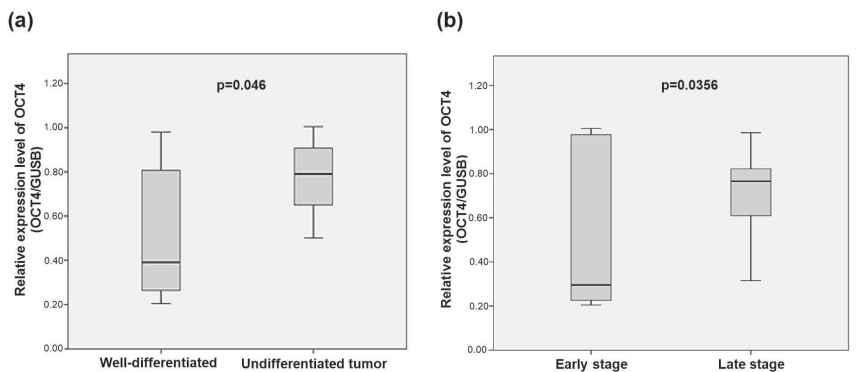 (a)
Relative expression level of OCT4
(OCT4/GUSB)
1.20
1.00
0.80
0.60
0.40
0.20
0.00
p=0.046
Well-differentiated
Undifferentiated tumor
(b)
Relative expression level of OCT4
(OCT4/GUSB)
1.20
1.00
0.80
0.60
0.40
0.20
0.00
p=0.0356
Early stage
Late stage